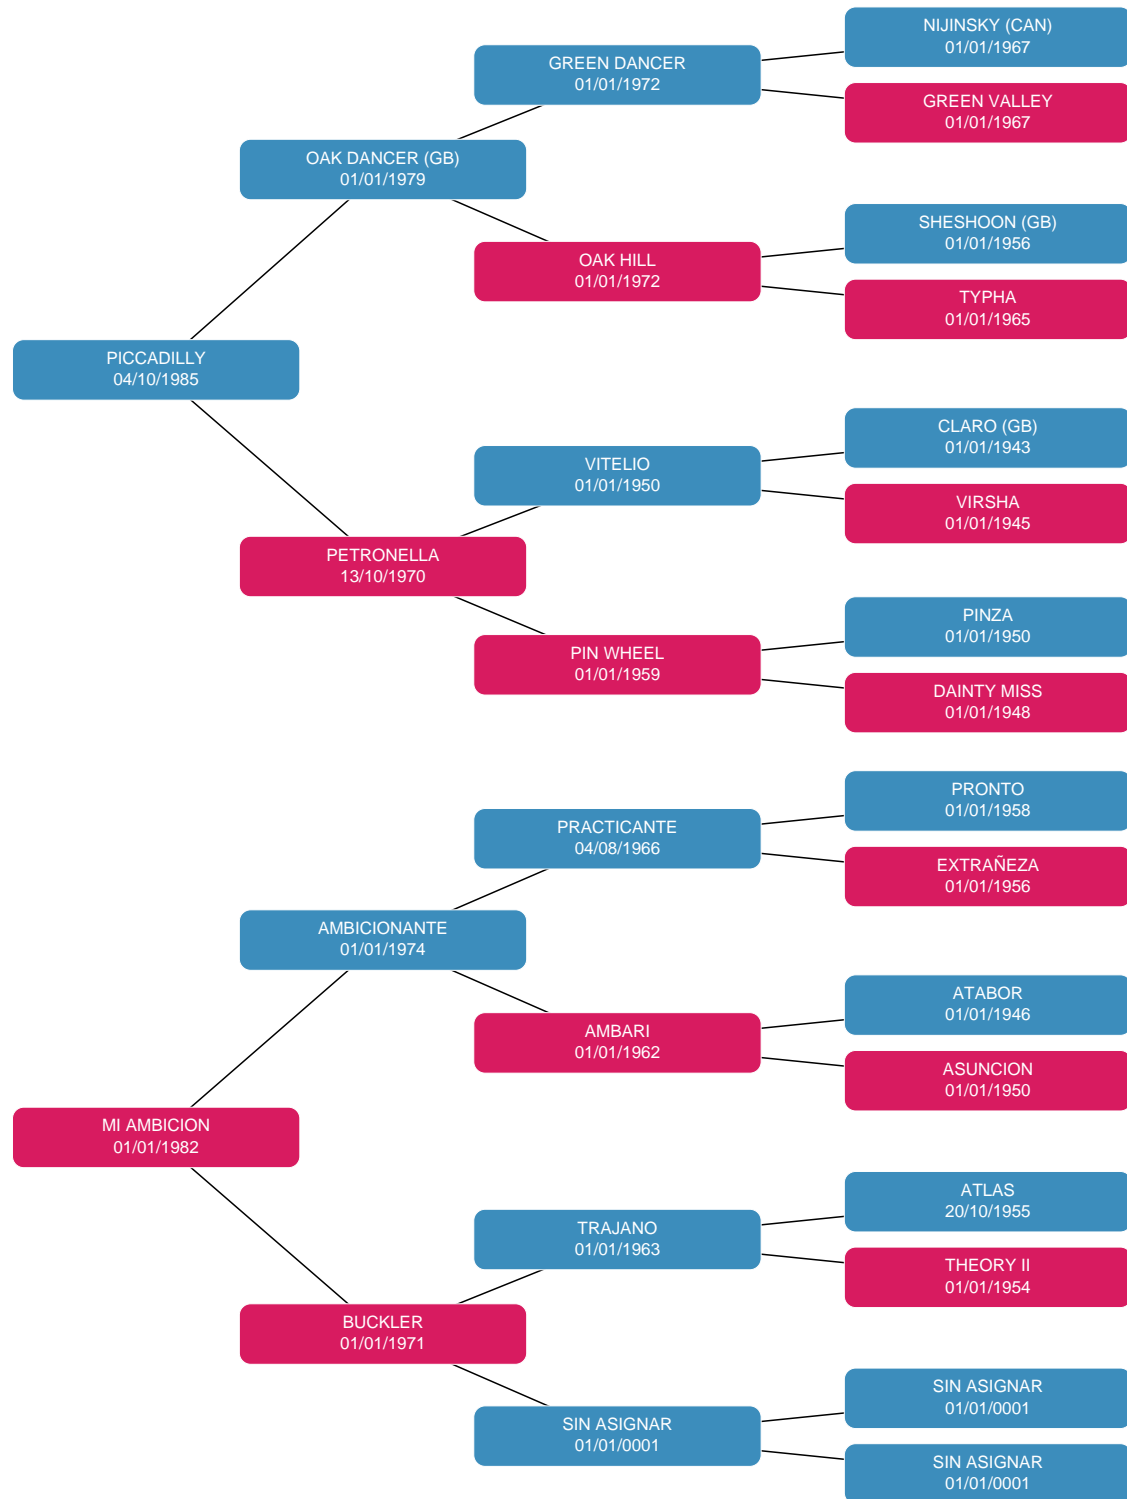 NIJINSKY (CAN)
01/01/1967
GREEN DANCER
01/01/1972
GREEN VALLEY
01/01/1967
OAK DANCER (GB)
01/01/1979
SHESHOON (GB)
01/01/1956
OAK HILL
01/01/1972
TYPHA
01/01/1965
PICCADILLY
04/10/1985
CLARO (GB)
01/01/1943
VITELIO
01/01/1950
VIRSHA
01/01/1945
PETRONELLA
13/10/1970
PINZA
01/01/1950
PIN WHEEL
01/01/1959
DAINTY MISS
01/01/1948
PRONTO
01/01/1958
PRACTICANTE
04/08/1966
EXTRAÑEZA
01/01/1956
AMBICIONANTE
01/01/1974
ATABOR
01/01/1946
AMBARI
01/01/1962
ASUNCION
01/01/1950
MI AMBICION
01/01/1982
ATLAS
20/10/1955
TRAJANO
01/01/1963
THEORY II
01/01/1954
BUCKLER
01/01/1971
SIN ASIGNAR
01/01/0001
SIN ASIGNAR
01/01/0001
SIN ASIGNAR
01/01/0001